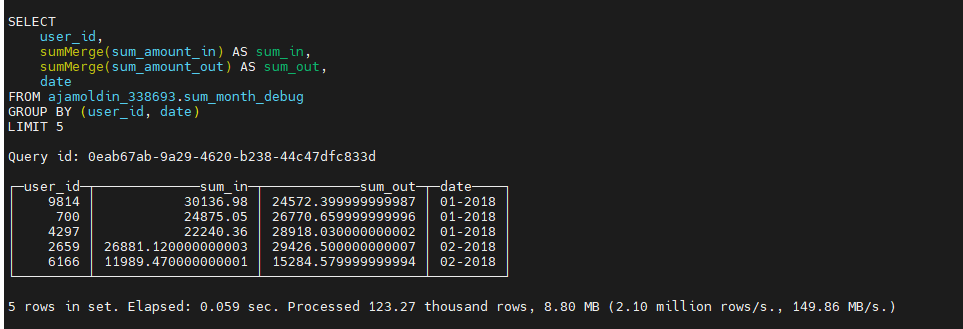 SELECT
    user_id,
    sumMerge(sum_amount_in) AS sum_in,
    sumMerge(sum_amount_out) AS sum_out,
    date
FROM ajamoldin_338693.sum_month_debug
GROUP BY (user_id, date)
LIMIT 5
Query id: 0eab67ab-9a29-4620-b238-44c47dfc833d
user_id sum_in sum_out date
9814 30136.98 24572.399999999987 01-2018
700 24875.05 26770.659999999996 01-2018
4297 22240.36 28918.030000000002 01-2018
2659 26881.120000000003 29426.500000000007 02-2018
6166 11989.470000000001 15284.579999999994 02-2018
5 rows in set. Elapsed: 0.059 sec. Processed 123.27 thousand rows, 8.80 MB (2.10 million rows/s., 149.86 MB/s.)